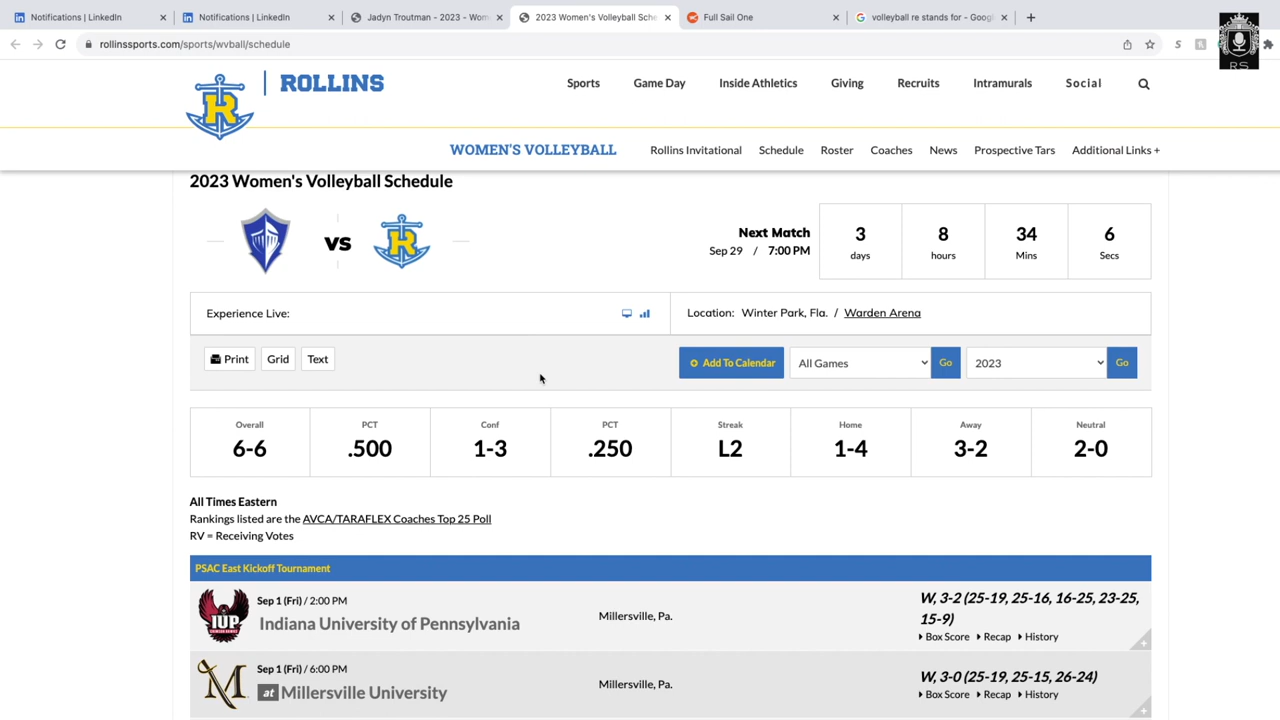 Notifications | LinkedIn
Notifications | LinkedIn
Jadyn Troutman - 2023 - Wom
2023 Women's Volleyball Sche
Full Sail One
volleyball re stands for - Goog
rollinssports.com/sports/wvball/schedule
RS
R
ROLLINS
Sports
Game Day
Inside Athletics
Giving
Recruits
Intramurals
Social
WOMEN'S VOLLEYBALL
Rollins Invitational
Schedule
Roster
Coaches
News
Prospective Tars
Additional Links +
2023 Women's Volleyball Schedule
VS
R
Next Match
Sep 29 / 7:00 PM
3
days
8
hours
34
Mins
6
Secs
Experience Live:
Location: Winter Park, Fla. / Warden Arena
Print
Grid
Text
Add To Calendar
All Games
Go
2023
Go
Overall
6-6
PCT
.500
Conf
1-3
PCT
.250
Streak
L2
Home
1-4
Away
3-2
Neutral
2-0
All Times Eastern
Rankings listed are the AVCA/TARAFLEX Coaches Top 25 Poll
RV = Receiving Votes
PSAC East Kickoff Tournament
IUP
Sep 1 (Fri) / 2:00 PM
Indiana University of Pennsylvania
Millersville, Pa.
W, 3-2 (25-19, 25-16, 16-25, 23-25,
15-9)
Box Score Recap History
M
Sep 1 (Fri) / 6:00 PM
at Millersville University
Millersville, Pa.
W, 3-0 (25-19, 25-15, 26-24)
Box Score Recap History